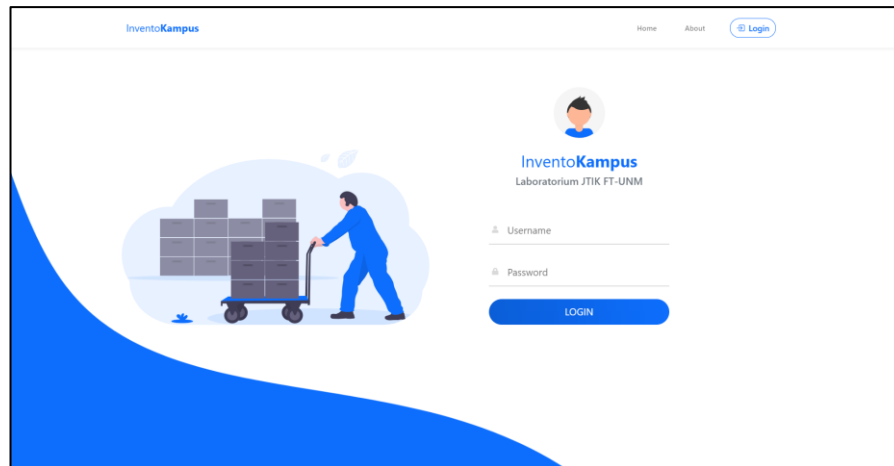 InventoKampus
Home
About
Login
InventoKampus
Laboratorium JTIK FT-UNM
Username
Password
LOGIN